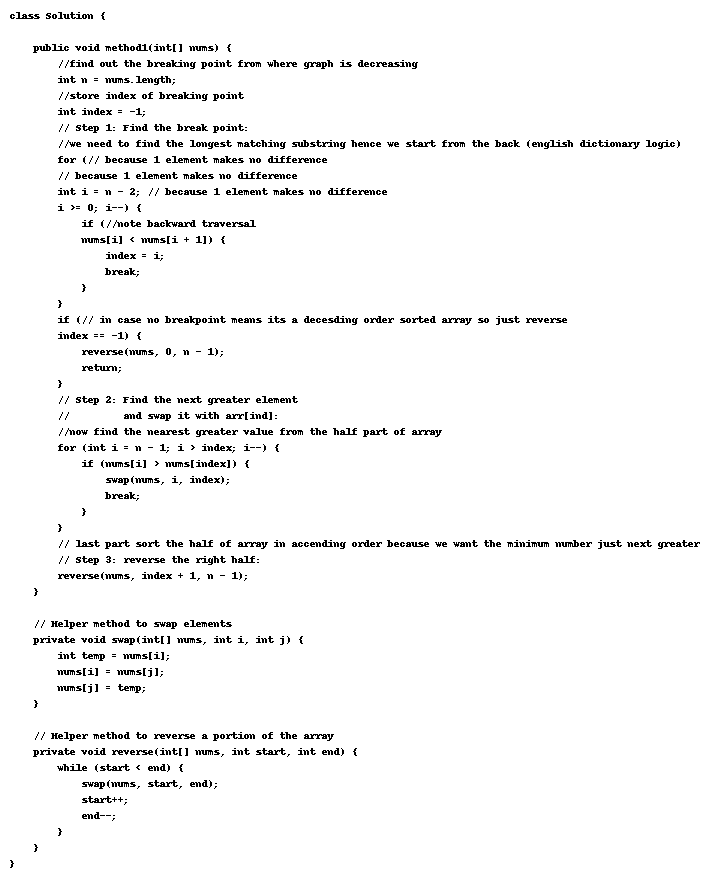 class Solution {
public void method1(int[] nums) {
//find out the breaking point from where graph is decreasing
int n = nums.length;
//store index of breaking point
int index = -1;
// Step 1: Find the break point:
//we need to find the longest matching substring hence we start from the back (english dictionary logic)
for (// because 1 element makes no difference
// because 1 element makes no difference
int i = n - 2; // because 1 element makes no difference
i >= 0; i--) {
if (//note backward traversal
nums[i] < nums[i + 1]) {
index = i;
break;
}
}
if (// in case no breakpoint means its a decesding order sorted array so just reverse
index == -1) {
reverse(nums, 0, n - 1);
return;
}
// Step 2: Find the next greater element
//         and swap it with arr[ind]:
//now find the nearest greater value from the half part of array
for (int i = n - 1; i > index; i--) {
if (nums[i] > nums[index]) {
swap(nums, i, index);
break;
}
}
// last part sort the half of array in accending order because we want the minimum number just next greater
// Step 3: reverse the right half:
reverse(nums, index + 1, n - 1);
}
// Helper method to swap elements
private void swap(int[] nums, int i, int j) {
int temp = nums[i];
nums[i] = nums[j];
nums[j] = temp;
}
// Helper method to reverse a portion of the array
private void reverse(int[] nums, int start, int end) {
while (start < end) {
swap(nums, start, end);
start++;
end--;
}
}
}